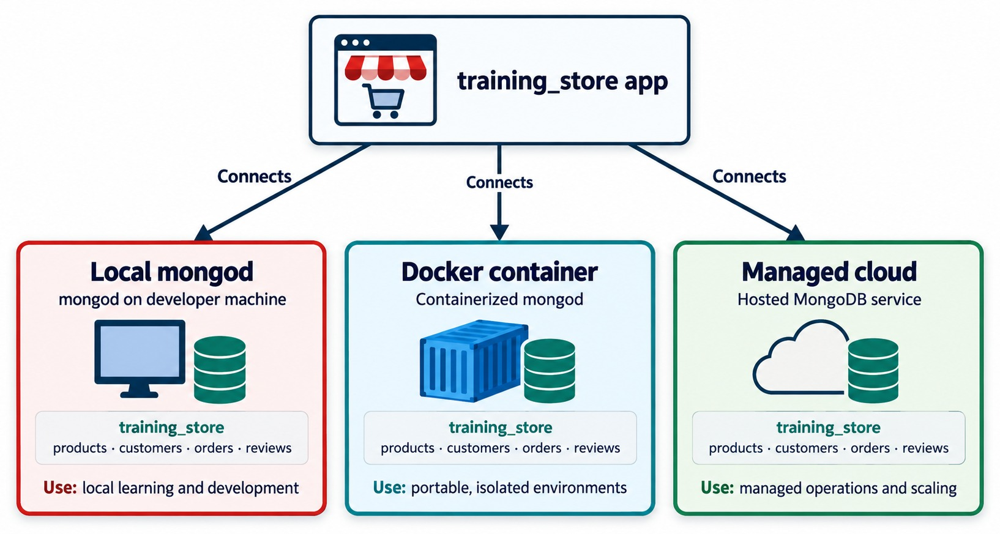 training_store app
Connects
Connects
Connects
Local mongod
mongod on developer machine
training_store
products · customers · orders · reviews
Use: local learning and development
Docker container
Containerized mongod
training_store
products · customers · orders · reviews
Use: portable, isolated environments
Managed cloud
Hosted MongoDB service
training_store
products · customers · orders · reviews
Use: managed operations and scaling